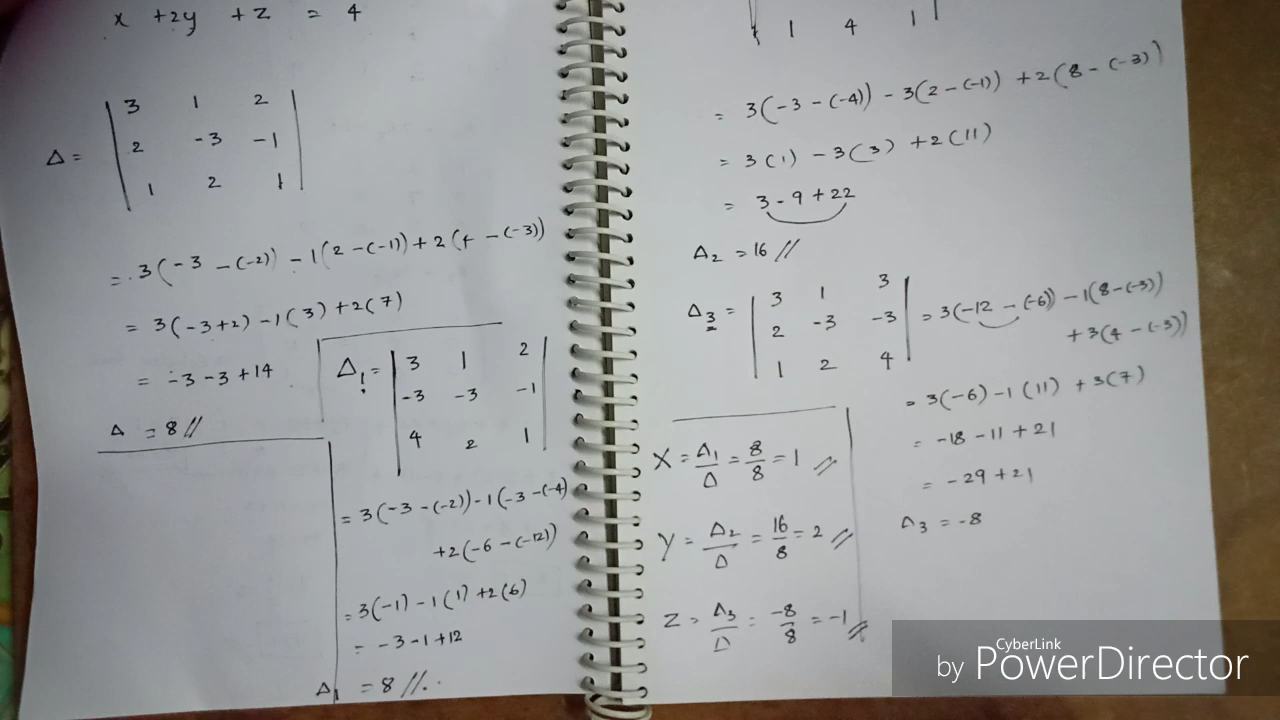 x + 2y + z = 4
Δ = | 3 1 2 |
| 2 -3 -1 |
| 1 2 1 |
= 3(-3 - (-2)) - 1(2 - (-1)) + 2(4 - (-3))
= 3(-3+2) - 1(3) + 2(7)
= -3 - 3 + 14
Δ = 8 //
Δ1 = | 3 1 2 |
| -3 -3 -1 |
| 4 2 1 |
= 3(-3 - (-2)) - 1(-3 - (-4)
+2(-6 - (-12))
= 3(-1) - 1(1) + 2(6)
= -3 - 1 + 12
Δ1 = 8 //.
1 4 1 |
= 3(-3 - (-4)) - 3(2 - (-1)) + 2(8 - (-3))
= 3(1) - 3(3) + 2(11)
= 3 - 9 + 22
Δ2 = 16 //
Δ3 = | 3 1 3 |
| 2 -3 -3 |
| 1 2 4 |
= 3(-12 - (-6)) - 1(8 - (-3))
+ 3(4 - (-3))
= 3(-6) - 1(11) + 3(7)
= -18 - 11 + 21
= -29 + 21
Δ3 = -8
X = Δ1/Δ = 8/8 = 1 //
Y = Δ2/Δ = 16/8 = 2 //
Z = Δ3/Δ = -8/8 = -1 //
CyberLink
by PowerDirector